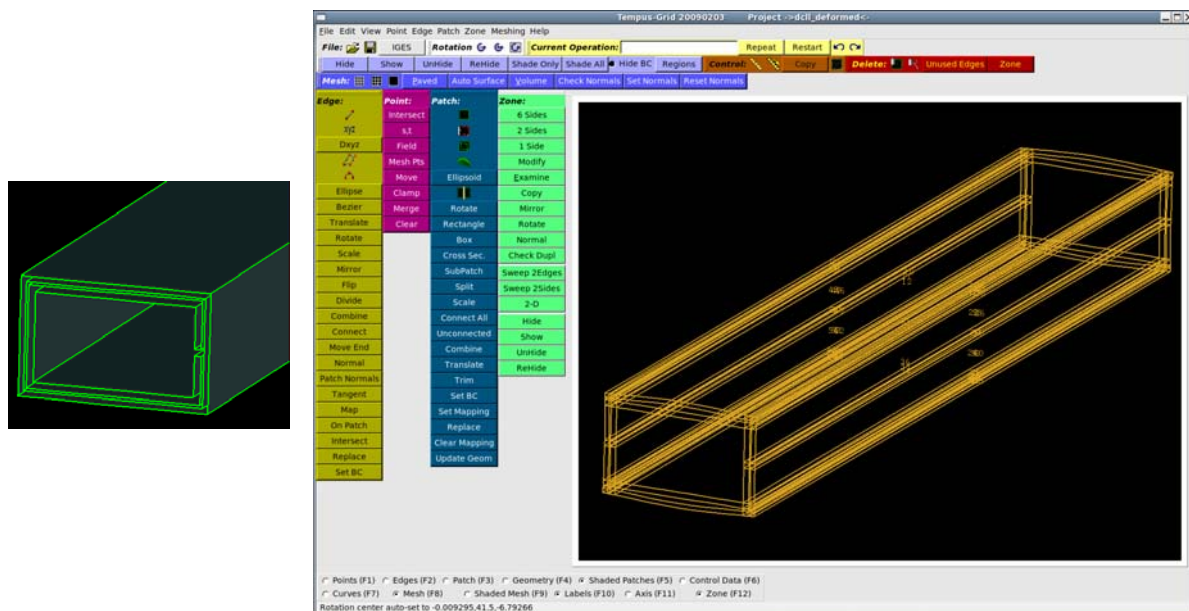 Tempus-Grid 20090203 Project ->dcll_deformed<-
File Edit View Point Edge Patch Zone Meshing Help
File: IGES Rotation Current Operation: Repeat Restart
Hide Show UnHide ReHide Shade Only Shade All Hide BC Regions Control: Copy Delete: Unused Edges Zone
Mesh: Paved Auto Surface Volume Check Normals Set Normals Reset Normals
Edge:
xyz
Dxyz
Ellipse
Bezier
Translate
Rotate
Scale
Mirror
Flip
Divide
Combine
Connect
Move End
Normal
Patch Normals
Tangent
Map
On Patch
Intersect
Replace
Set BC
Point:
Intersect
s,t
Field
Mesh Pts
Move
Clamp
Merge
Clear
Patch:
Ellipsoid
Rotate
Rectangle
Box
Cross Sec.
SubPatch
Split
Scale
Connect All
Unconnected
Combine
Translate
Trim
Set BC
Set Mapping
Replace
Clear Mapping
Update Geom
Zone:
6 Sides
2 Sides
1 Side
Modify
Examine
Copy
Mirror
Rotate
Normal
Check Dupl
Sweep 2Edges
Sweep 2Sides
2-D
Hide
Show
UnHide
ReHide
12
Points (F1) Edges (F2) Patch (F3) Geometry (F4) Shaded Patches (F5) Control Data (F6)
Curves (F7) Mesh (F8) Shaded Mesh (F9) Labels (F10) Axis (F11) Zone (F12)
Rotation center auto-set to -0.009295,41.5,-6.79266